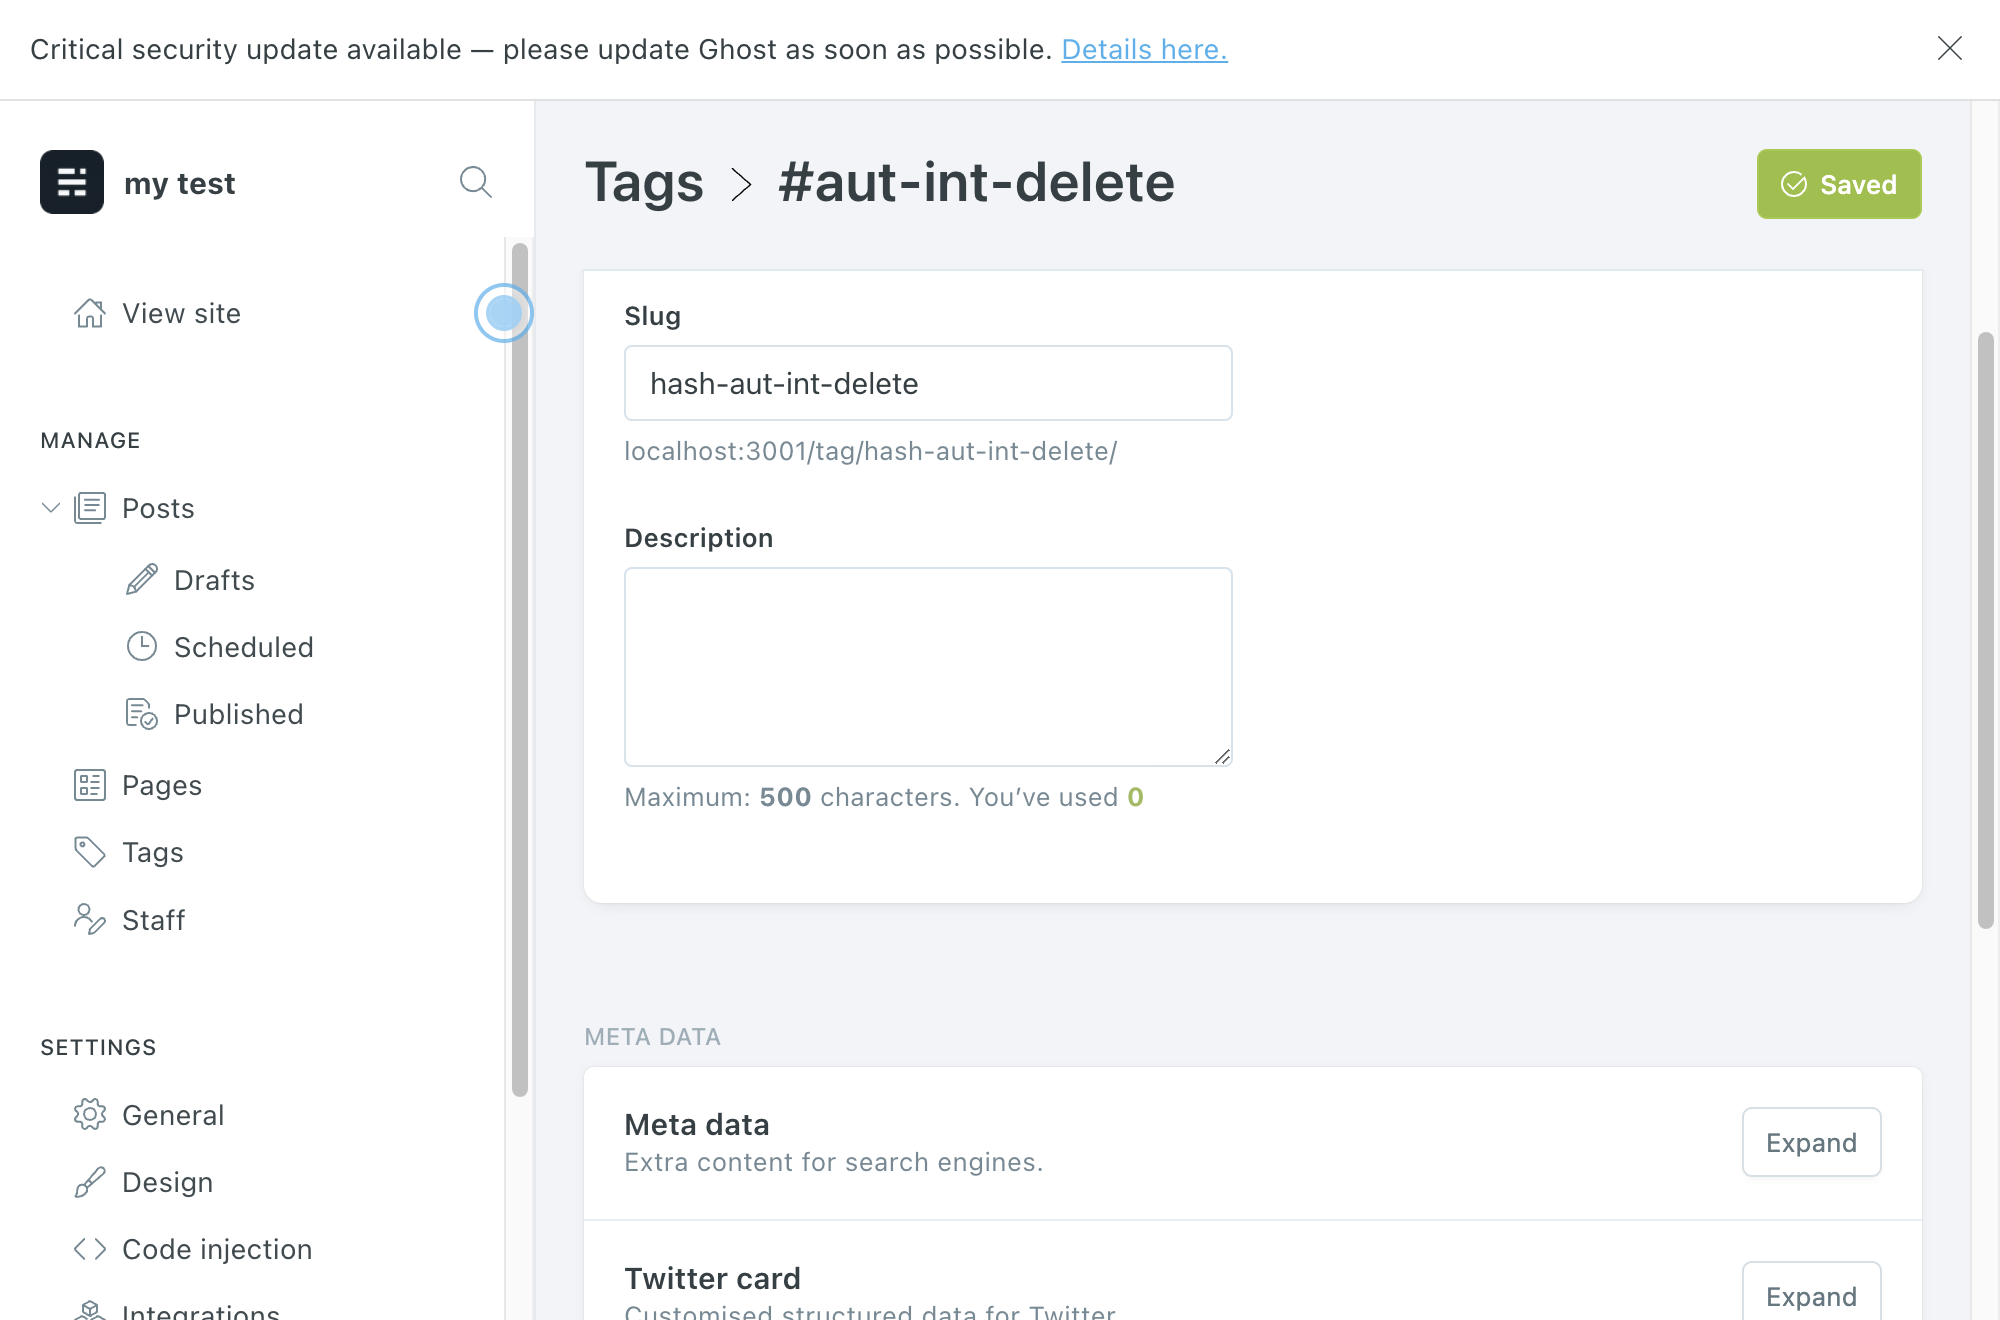 Critical security update available — please update Ghost as soon as possible. Details here.
my test
View site
MANAGE
Posts
Drafts
Scheduled
Published
Pages
Tags
Staff
SETTINGS
General
Design
Code injection
Integrations
Tags > #aut-int-delete
Saved
Slug
hash-aut-int-delete
localhost:3001/tag/hash-aut-int-delete/
Description
Maximum: 500 characters. You’ve used 0
META DATA
Meta data
Extra content for search engines.
Expand
Twitter card
Customised structured data for Twitter
Expand